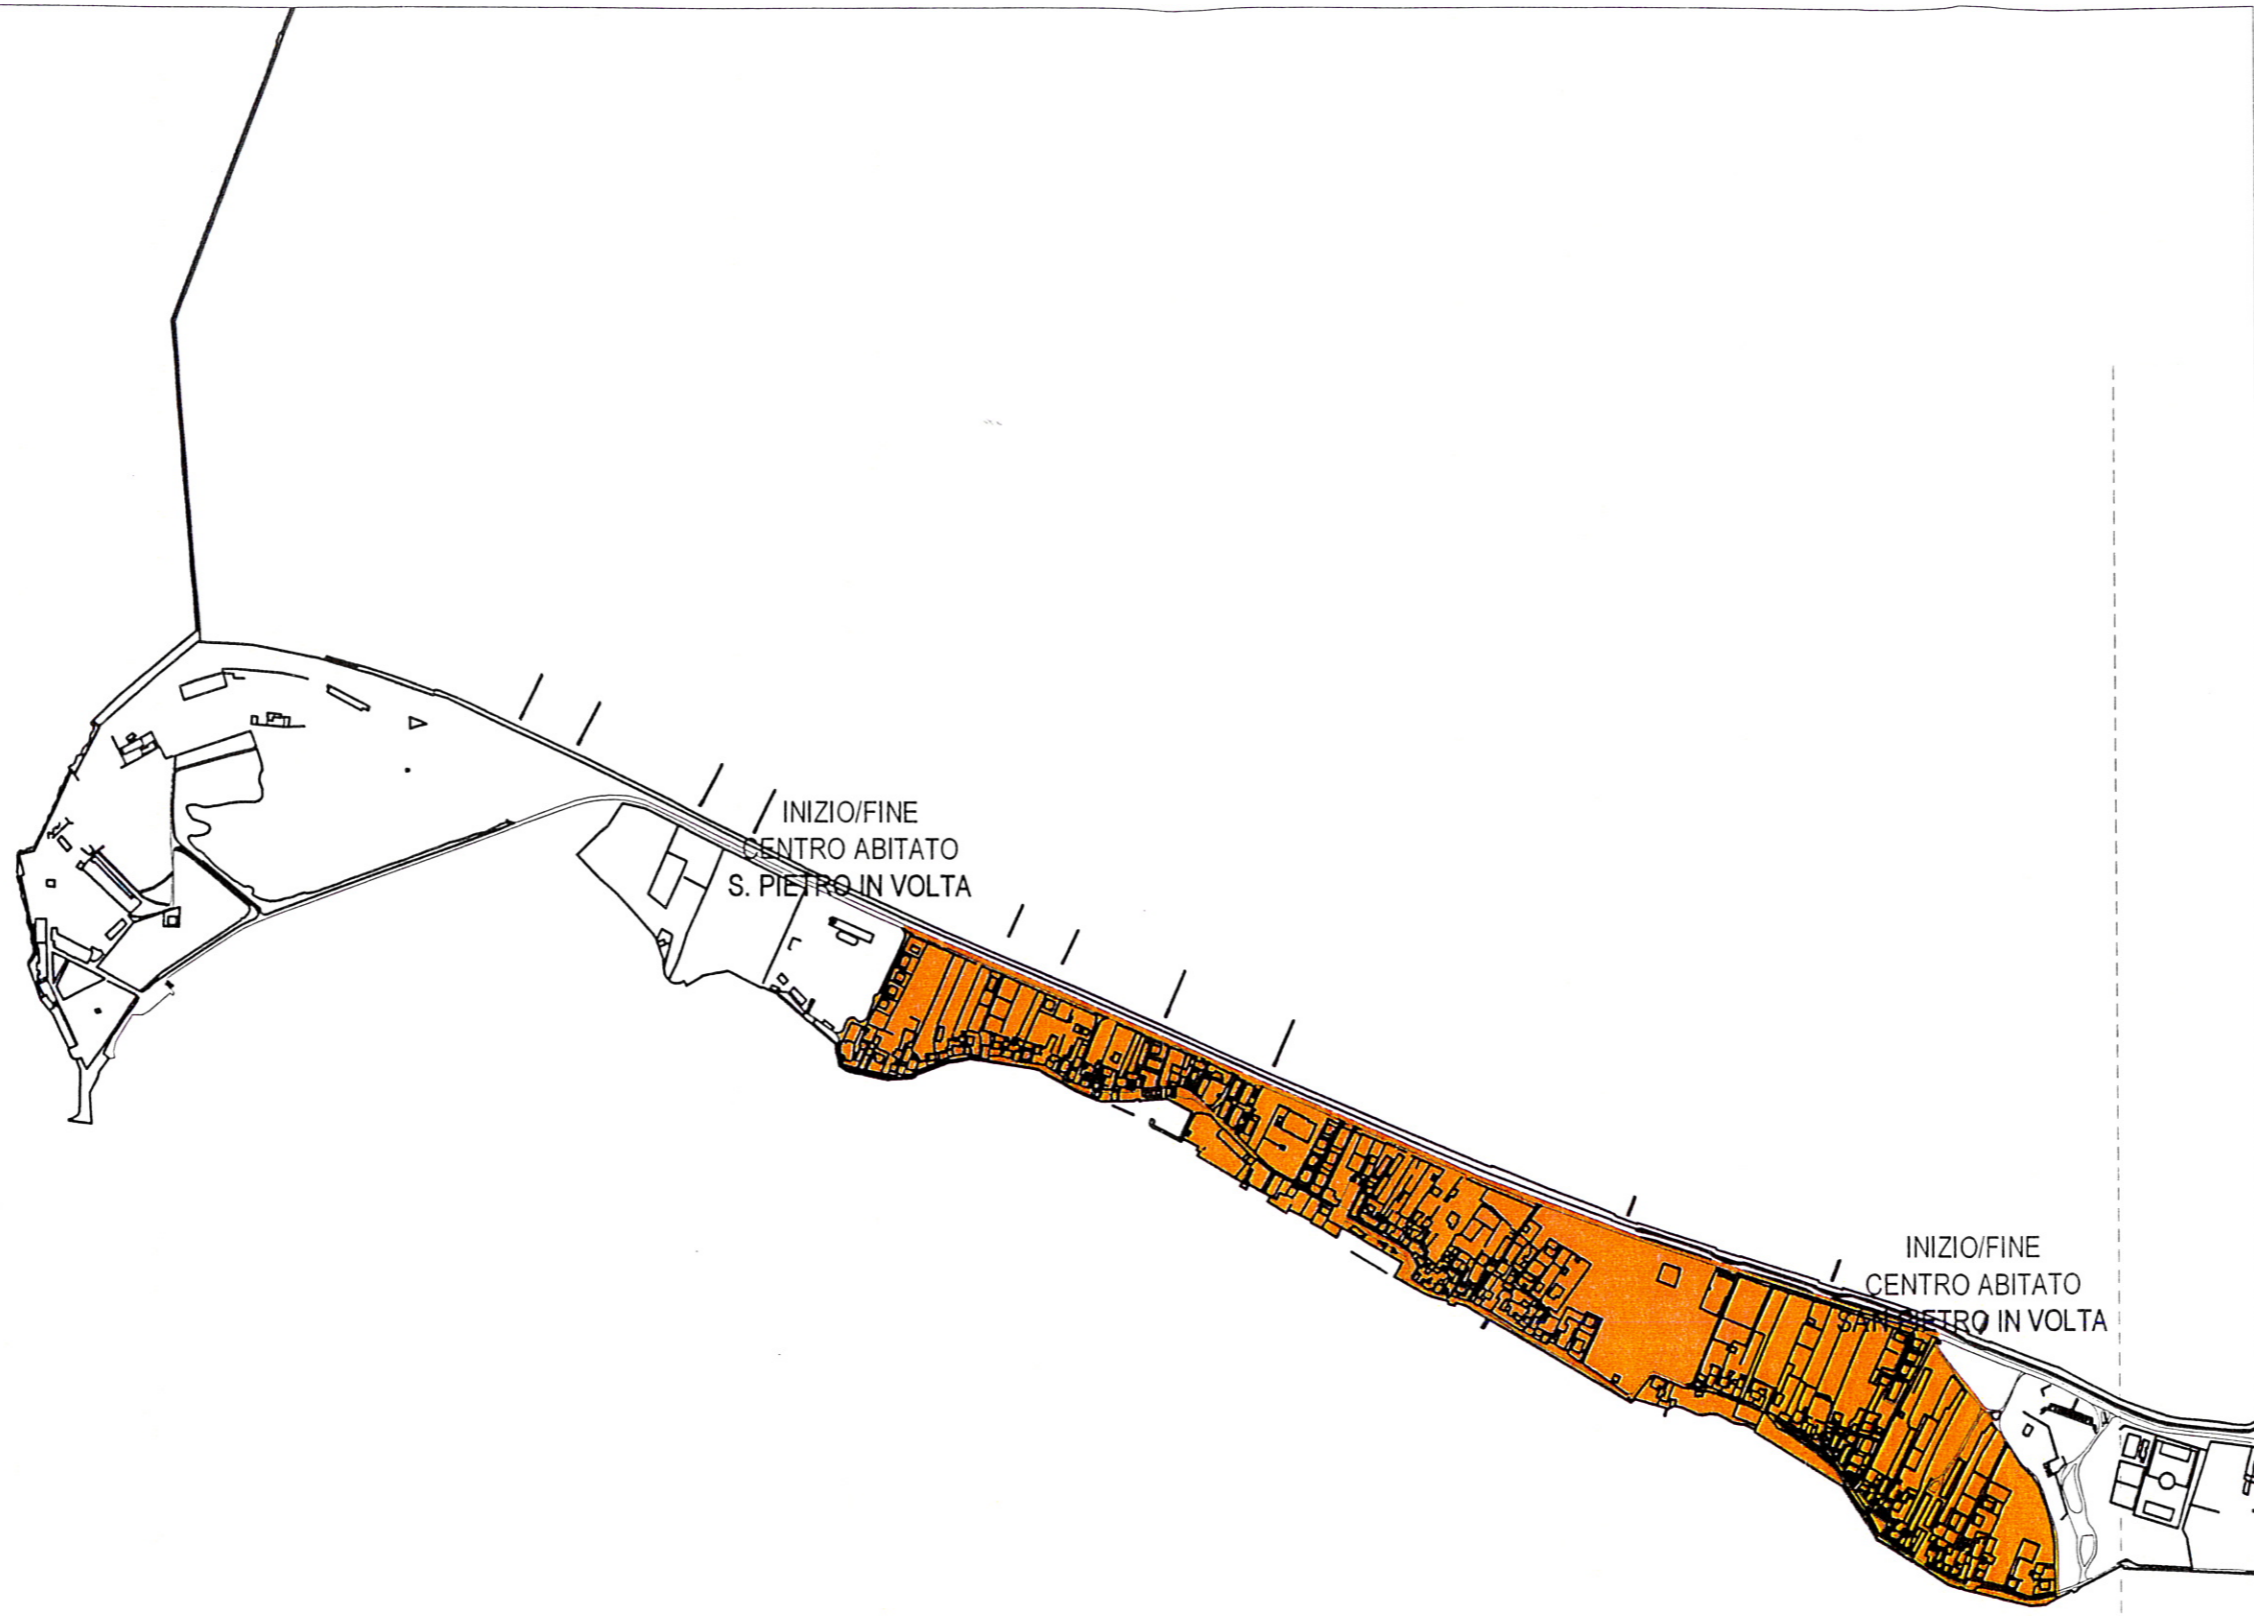 INIZIO/FINE
CENTRO ABITATO
S. PIETRO IN VOLTA
INIZIO/FINE
CENTRO ABITATO
SAN PIETRO IN VOLTA